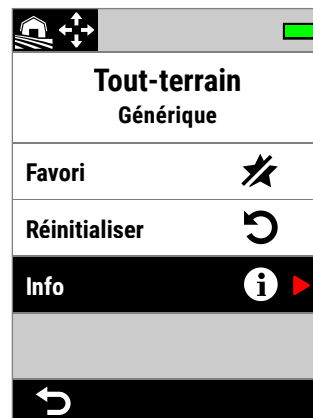 Tout-terrain
Générique
Favori
Réinitialiser
Info